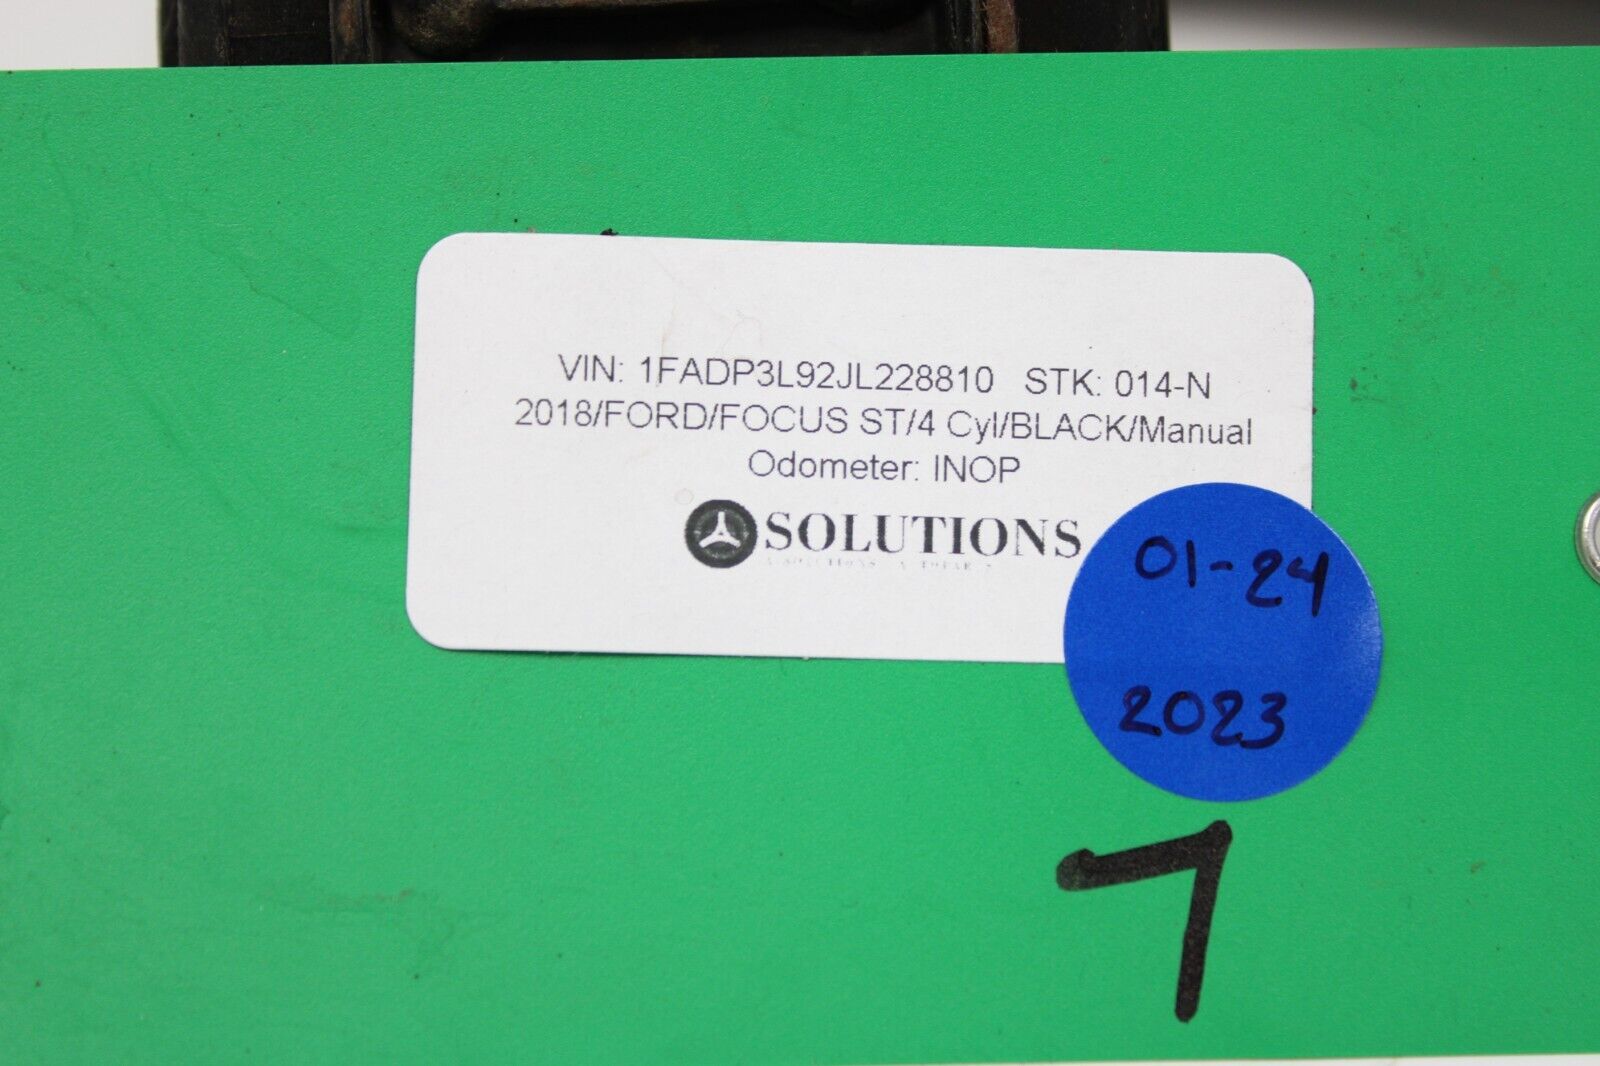 VIN: 1FADP3L92JL228810 STK: 014-N
2018/FORD/FOCUS ST/4 Cyl/BLACK/Manual
Odometer: INOP
SOLUTIONS
01-24
2023
7